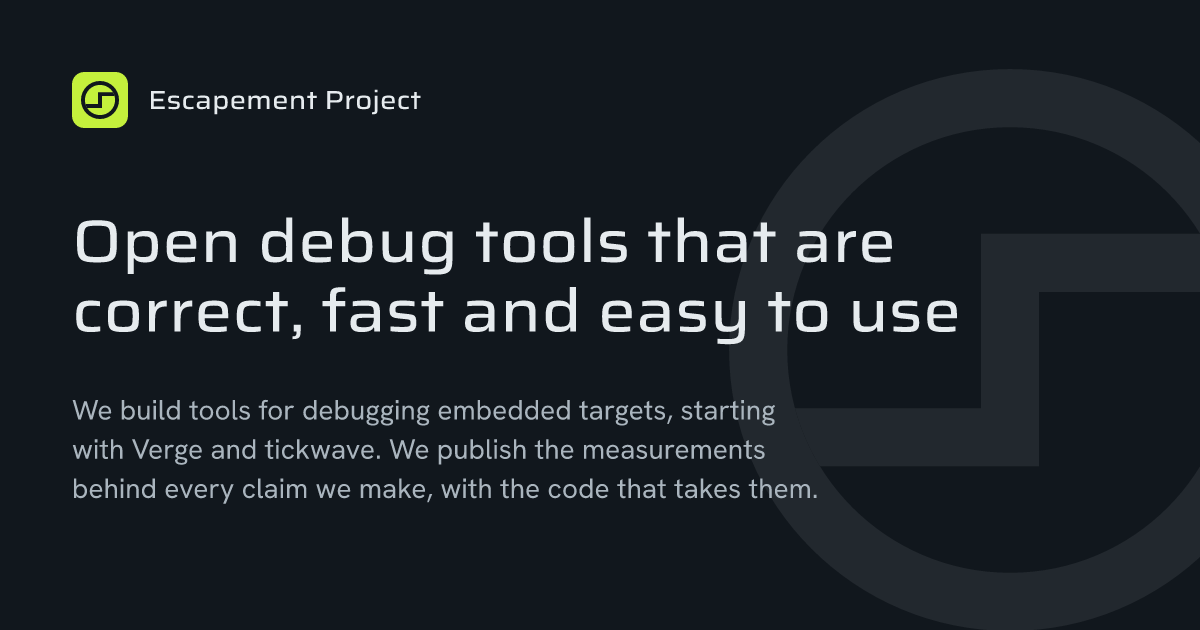 Escapement Project
Open debug tools that are
correct, fast and easy to use
We build tools for debugging embedded targets, starting
with Verge and tickwave. We publish the measurements
behind every claim we make, with the code that takes them.